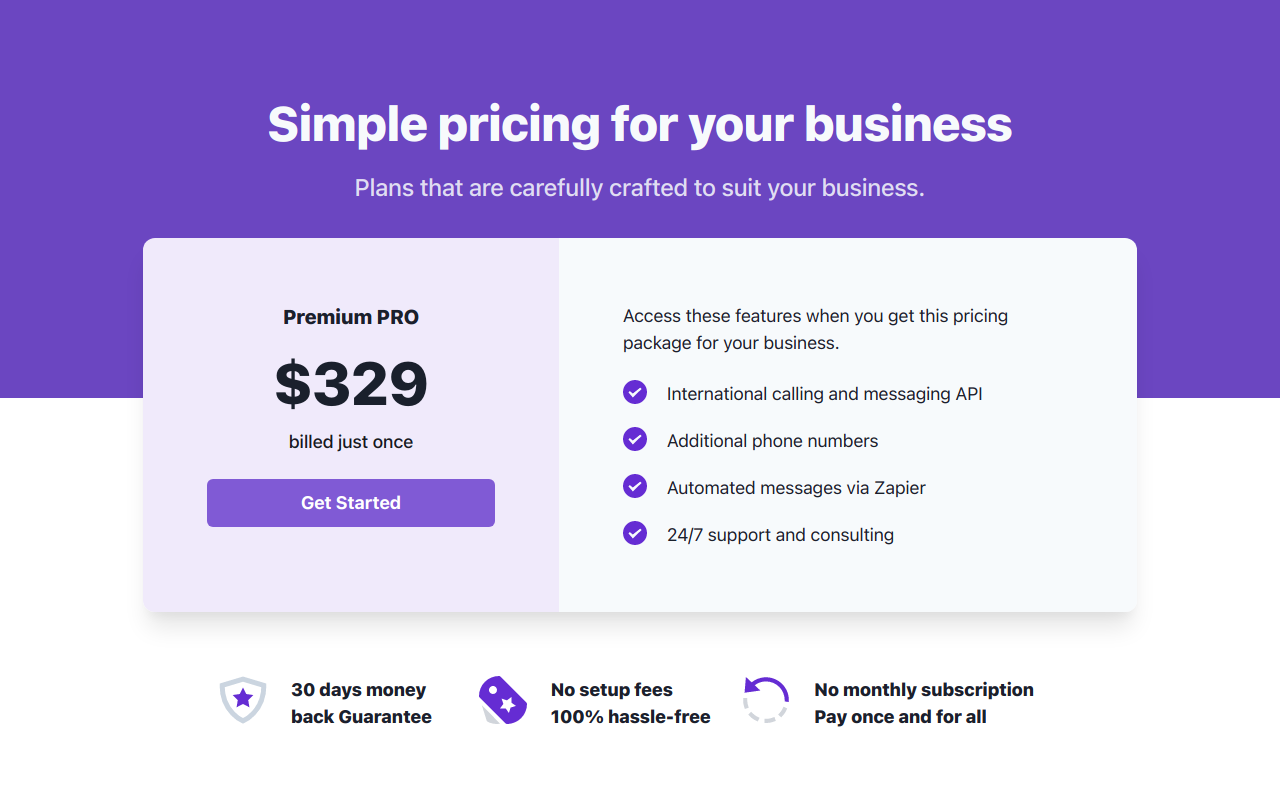 Simple pricing for your business
Plans that are carefully crafted to suit your business.
Premium PRO
$329
billed just once
Get Started
Access these features when you get this pricing
package for your business.
International calling and messaging API
Additional phone numbers
Automated messages via Zapier
24/7 support and consulting
30 days money
back Guarantee
No setup fees
100% hassle-free
No monthly subscription
Pay once and for all